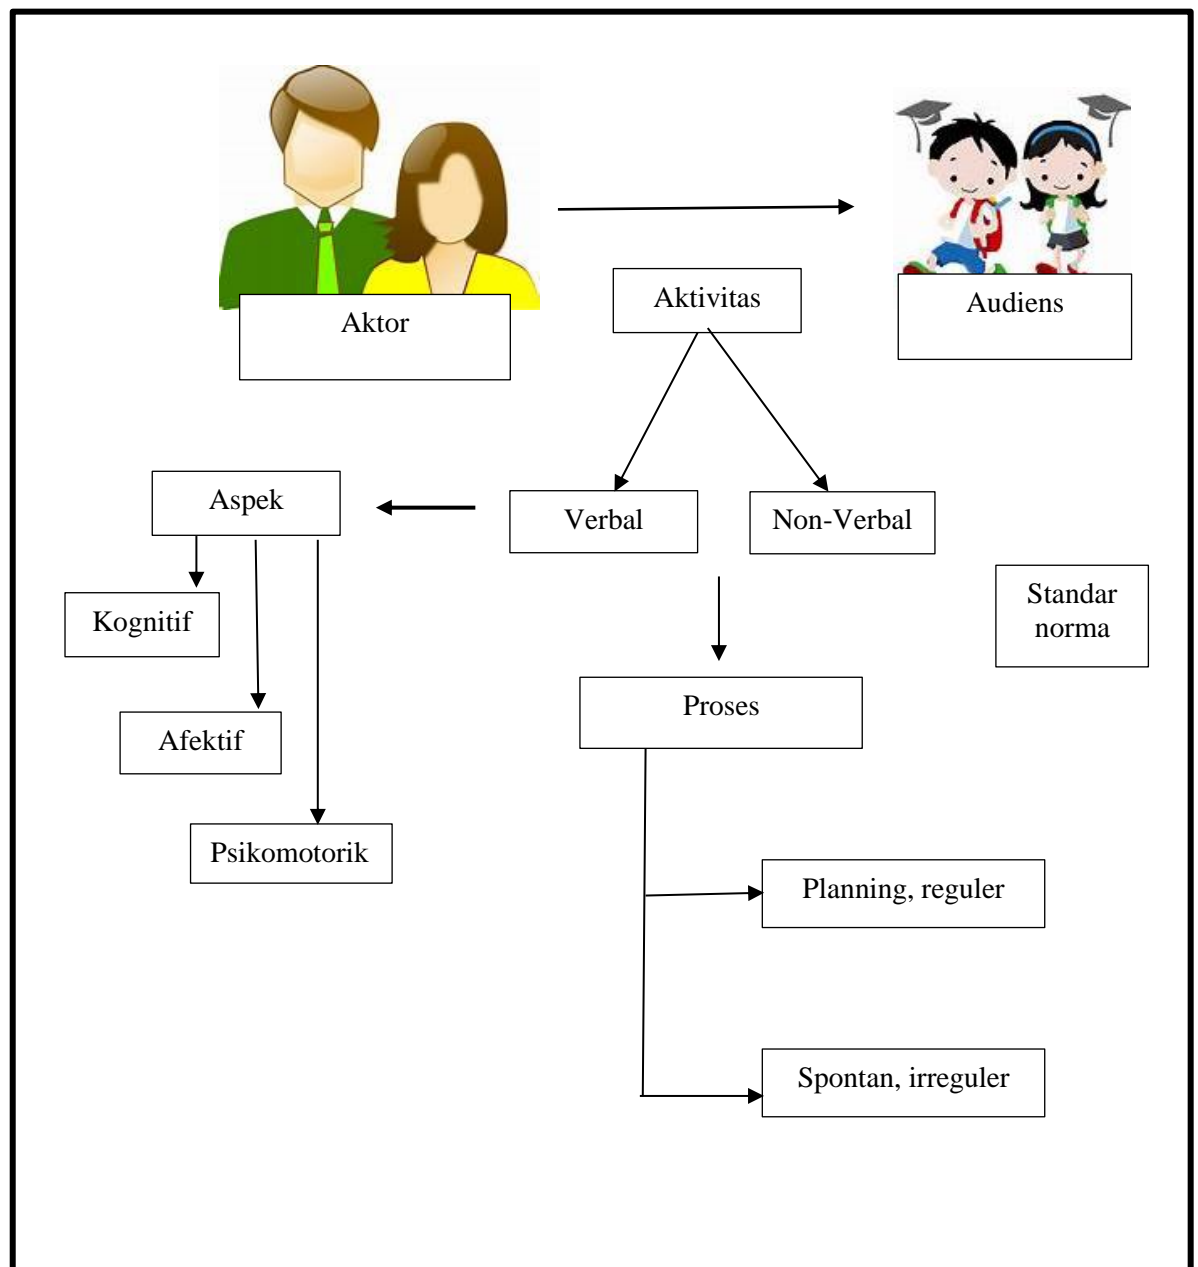 Aktor
Aktivitas
Audiens
Aspek
Verbal
Non-Verbal
Kognitif
Standar
norma
Afektif
Proses
Psikomotorik
Planning, reguler
Spontan, irreguler